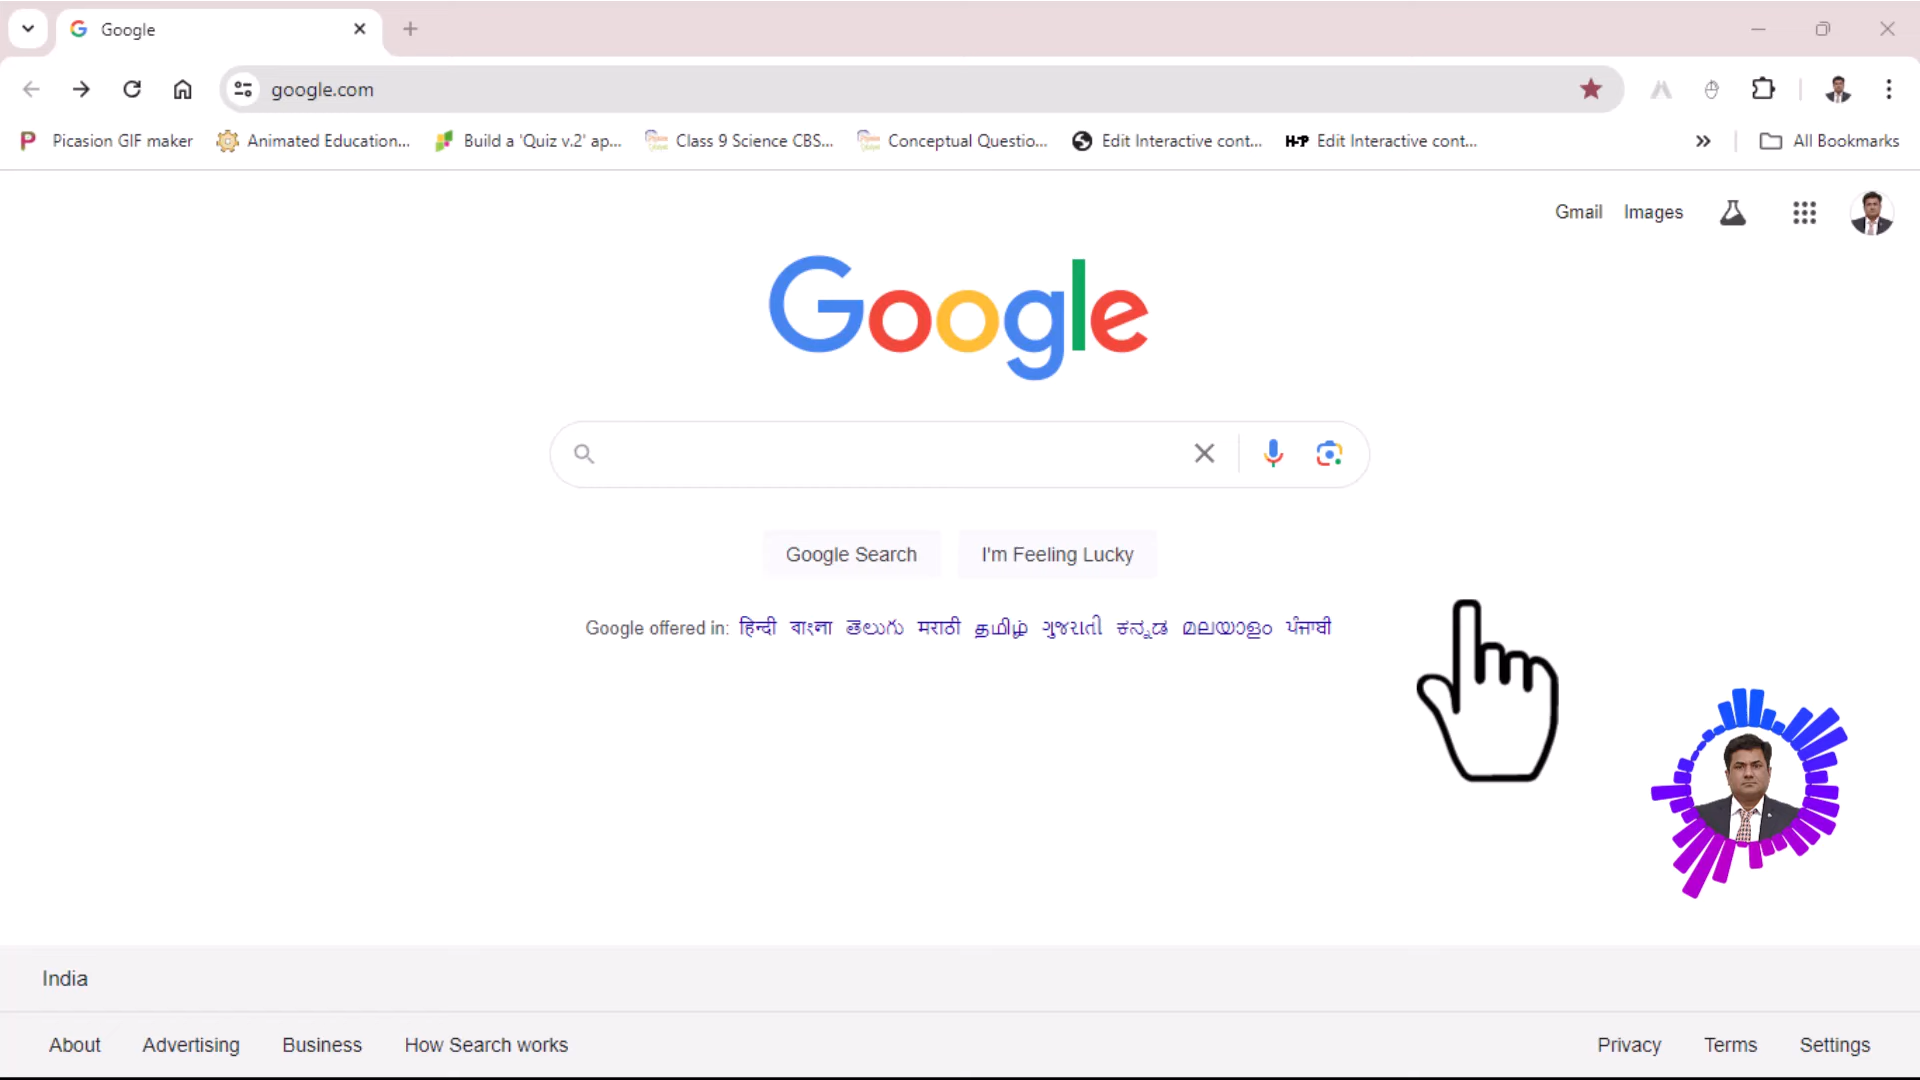 Google
google.com
Picasion GIF maker Animated Education... Build a 'Quiz v.2' ap... Class 9 Science CBS... Conceptual Questio... Edit Interactive cont... H-P Edit Interactive cont... All Bookmarks
Gmail Images
Google
Google Search I'm Feeling Lucky
Google offered in: हिन्दी বাংলা తెలుగు मराठी தமிழ் ગુજરાતી ಕನ್ನಡ മലയാളം ਪੰਜਾਬੀ
India
About Advertising Business How Search works Privacy Terms Settings